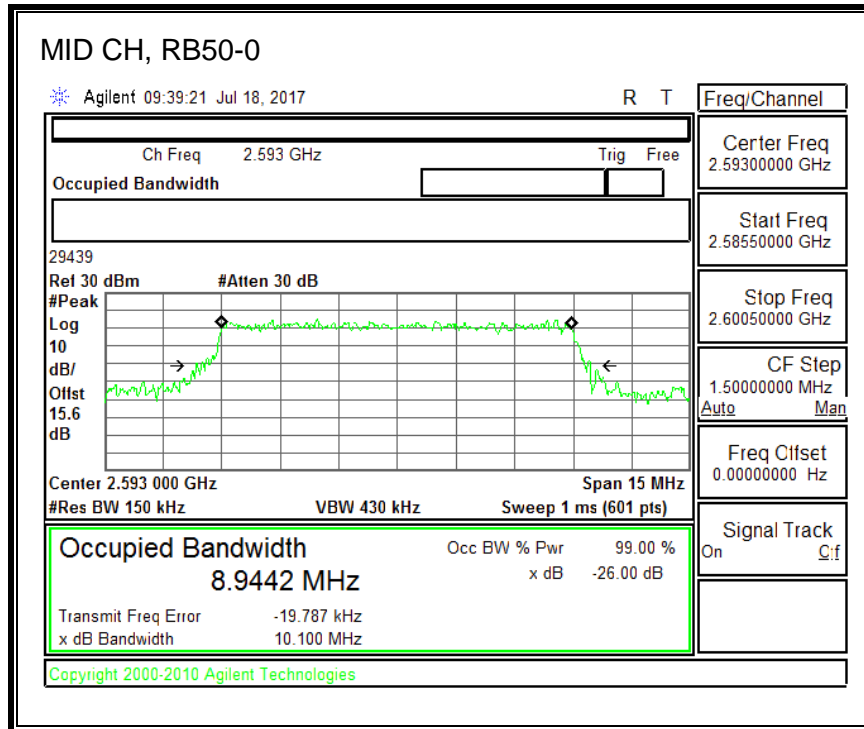 MID CH, RB50-0
Agilent 09:39:21 Jul 18, 2017 R T
Freq/Channel
Ch Freq 2.593 GHz Trig Free
Occupied Bandwidth
Center Freq
2.59300000 GHz
Start Freq
2.58550000 GHz
Stop Freq
2.60050000 GHz
CF Step
1.50000000 MHz
Auto Man
Freq Offset
0.00000000 Hz
Signal Track
On Off
29439
Ref 30 dBm #Atten 30 dB
#Peak
Log
10
dB/
Offst
15.6
dB
Center 2.593 000 GHz Span 15 MHz
#Res BW 150 kHz VBW 430 kHz Sweep 1 ms (601 pts)
Occupied Bandwidth
8.9442 MHz
Occ BW % Pwr 99.00 %
x dB -26.00 dB
Transmit Freq Error -19.787 kHz
x dB Bandwidth 10.100 MHz
Copyright 2000-2010 Agilent Technologies